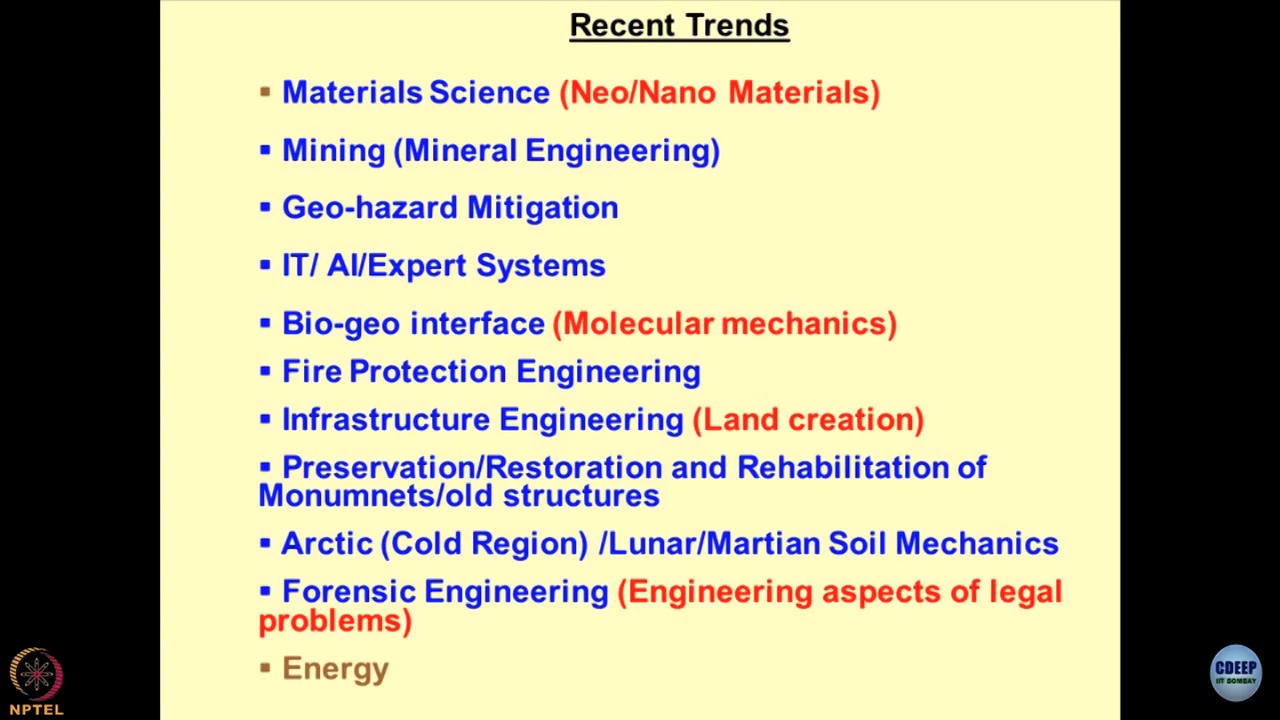 Recent Trends
▪ Materials Science (Neo/Nano Materials)
▪ Mining (Mineral Engineering)
▪ Geo-hazard Mitigation
▪ IT/ AI/Expert Systems
▪ Bio-geo interface (Molecular mechanics)
▪ Fire Protection Engineering
▪ Infrastructure Engineering (Land creation)
▪ Preservation/Restoration and Rehabilitation of
Monumnets/old structures
▪ Arctic (Cold Region) /Lunar/Martian Soil Mechanics
▪ Forensic Engineering (Engineering aspects of legal
problems)
▪ Energy
NPTEL
CDEEP
IIT BOMBAY